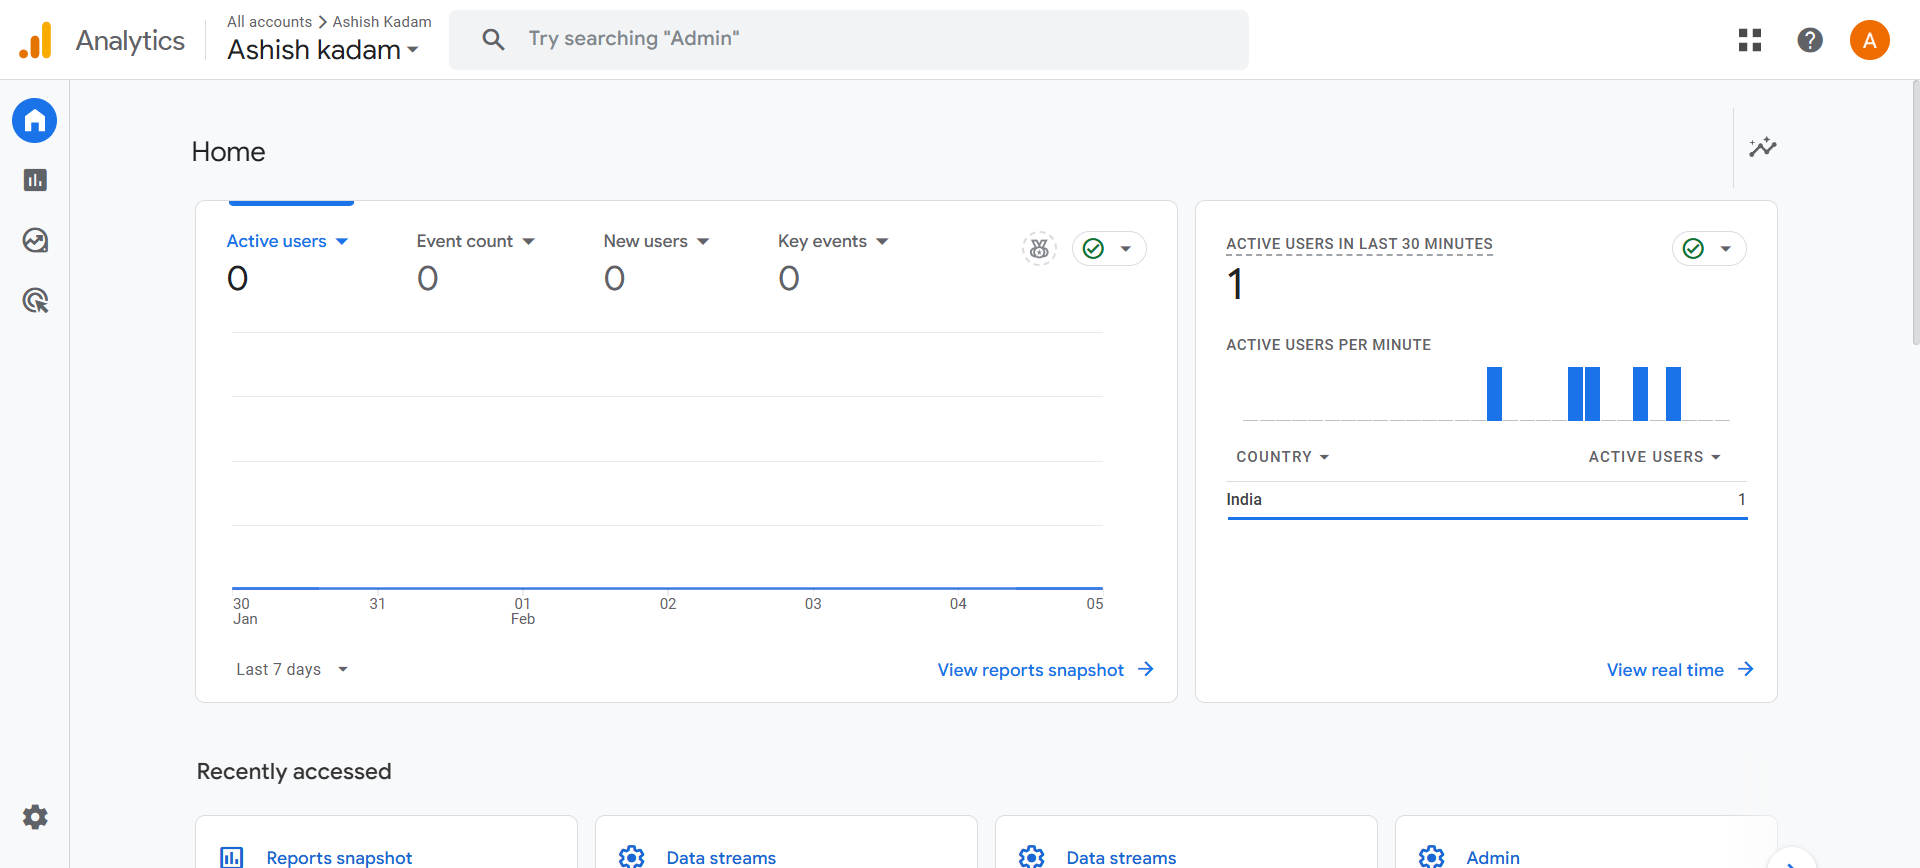 Analytics
All accounts > Ashish Kadam
Ashish kadam
Try searching "Admin"
A
Home
Active users
0
Event count
0
New users
0
Key events
0
30
Jan
31
01
Feb
02
03
04
05
Last 7 days
View reports snapshot
ACTIVE USERS IN LAST 30 MINUTES
1
ACTIVE USERS PER MINUTE
COUNTRY
ACTIVE USERS
India
1
View real time
Recently accessed
Reports snapshot
Data streams
Data streams
Admin